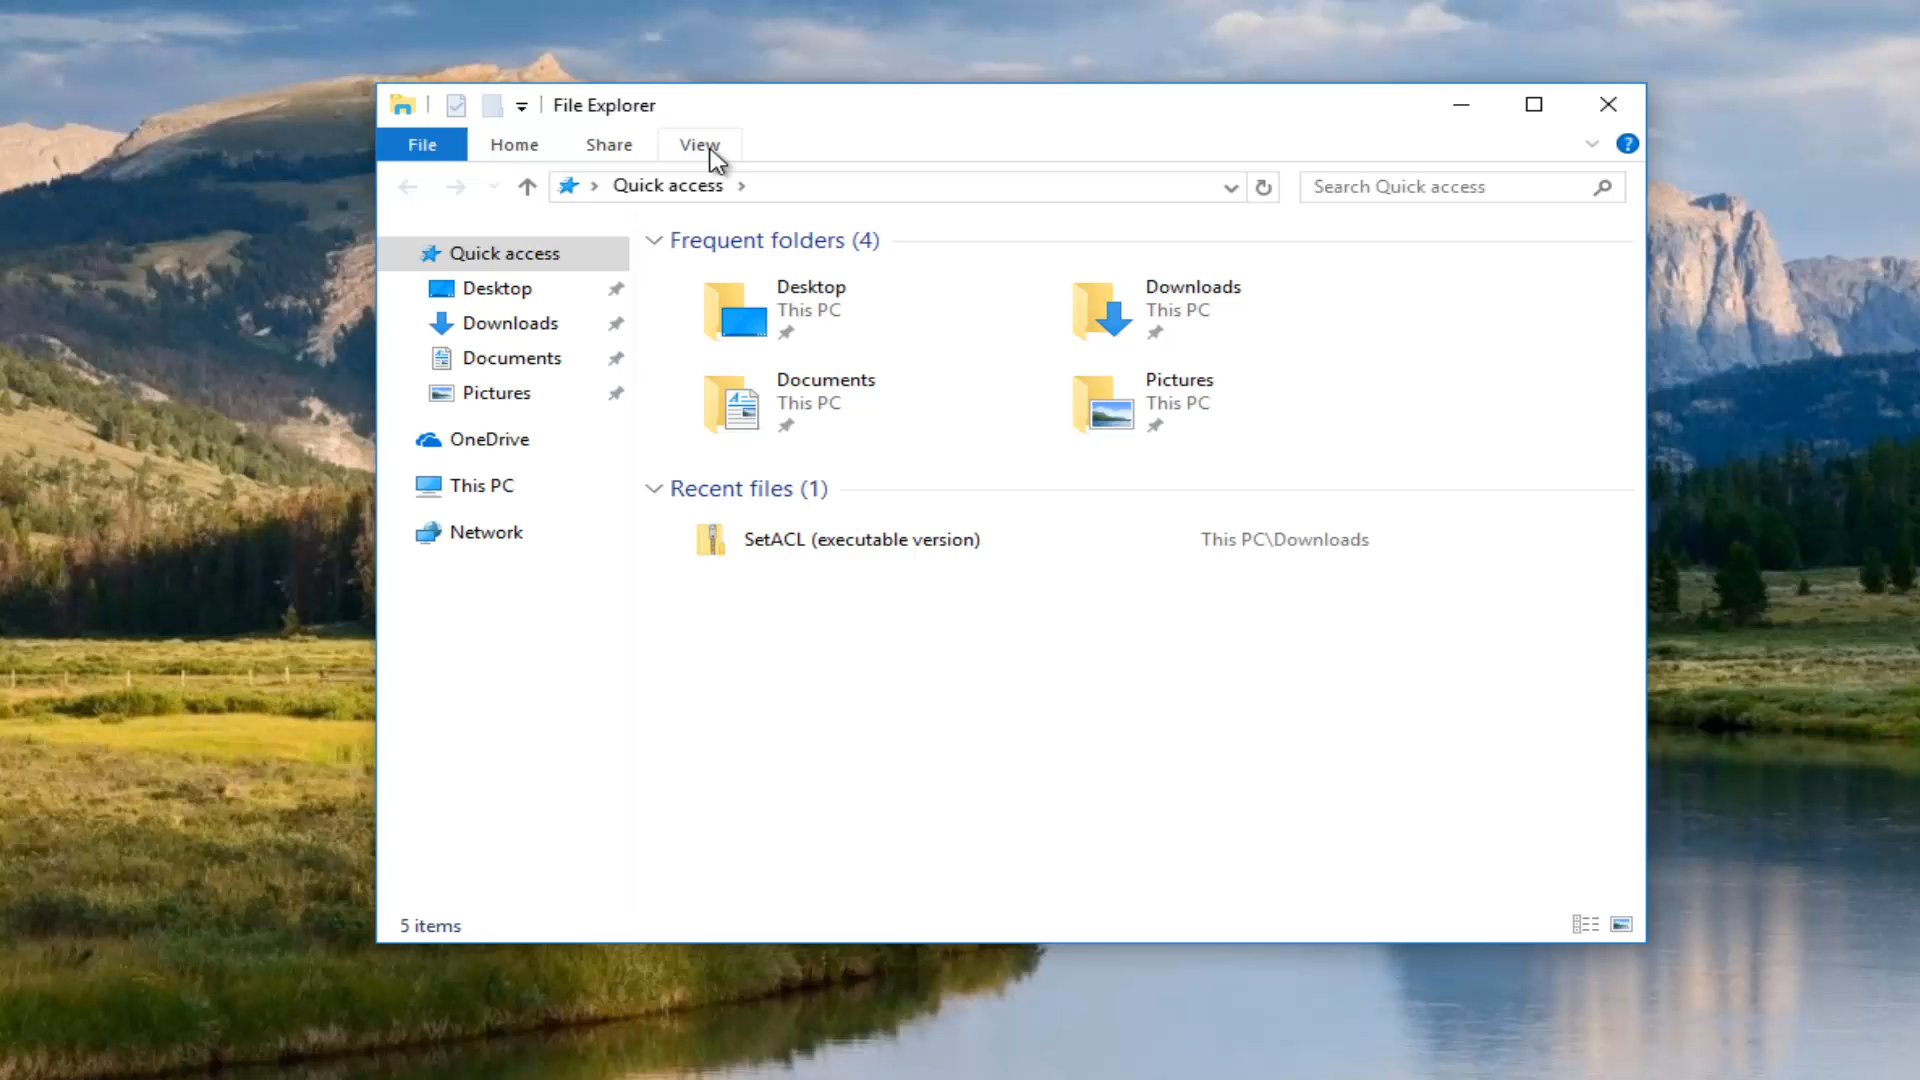 File Explorer
File Home Share View
Quick access
Search Quick access
Quick access
Desktop
Downloads
Documents
Pictures
OneDrive
This PC
Network
Frequent folders (4)
Desktop
This PC
Downloads
This PC
Documents
This PC
Pictures
This PC
Recent files (1)
SetACL (executable version) This PC\Downloads
5 items